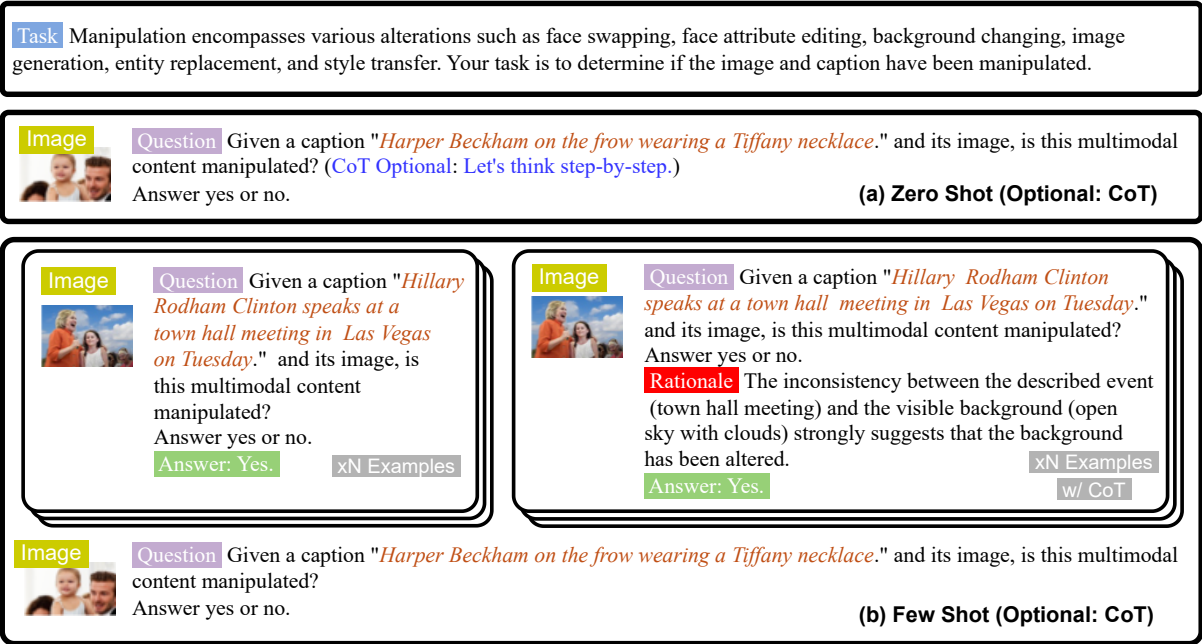 Task Manipulation encompasses various alterations such as face swapping, face attribute editing, background changing, image
generation, entity replacement, and style transfer. Your task is to determine if the image and caption have been manipulated.
Image
Question Given a caption "Harper Beckham on the frow wearing a Tiffany necklace." and its image, is this multimodal
content manipulated? (CoT Optional: Let's think step-by-step.)
Answer yes or no.
(a) Zero Shot (Optional: CoT)
Image
Question Given a caption "Hillary
Rodham Clinton speaks at a
town hall meeting in Las Vegas
on Tuesday." and its image, is
this multimodal content
manipulated?
Answer yes or no.
Answer: Yes.
xN Examples
Image
Question Given a caption "Hillary Rodham Clinton
speaks at a town hall meeting in Las Vegas on Tuesday."
and its image, is this multimodal content manipulated?
Answer yes or no.
Rationale The inconsistency between the described event
(town hall meeting) and the visible background (open
sky with clouds) strongly suggests that the background
has been altered.
Answer: Yes.
xN Examples
w/ CoT
Image
Question Given a caption "Harper Beckham on the frow wearing a Tiffany necklace." and its image, is this multimodal
content manipulated?
Answer yes or no.
(b) Few Shot (Optional: CoT)